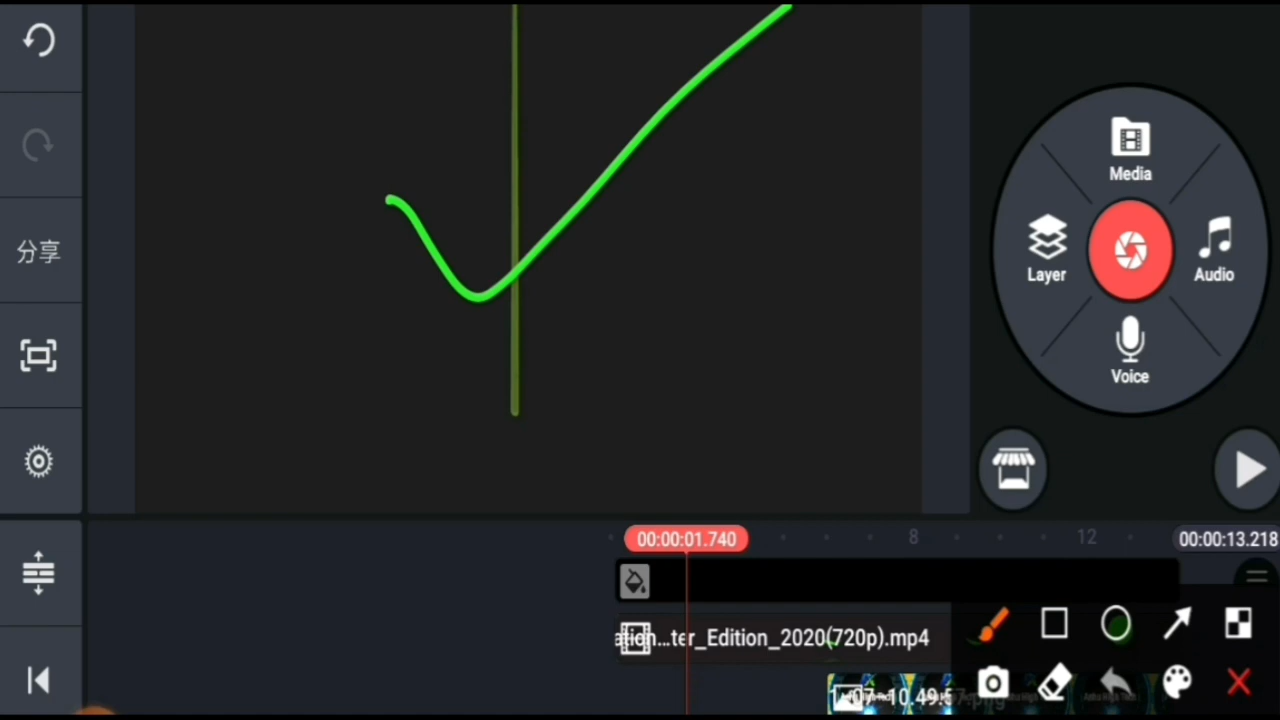 Media
Layer
Audio
Voice
分享
00:00:01.740
8
12
00:00:13.218
ation...ter_Edition_2020(720p).mp4